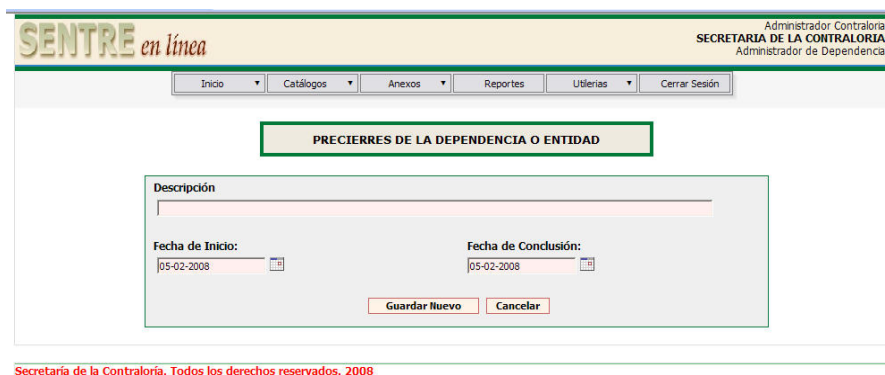 SENTRE en línea
Administrador Contraloria
SECRETARIA DE LA CONTRALORIA
Administrador de Dependencia
Inicio Catálogos Anexos Reportes Utilerias Cerrar Sesión
PRECIERRES DE LA DEPENDENCIA O ENTIDAD
Descripción
Fecha de Inicio: Fecha de Conclusión:
05-02-2008 05-02-2008
Guardar Nuevo Cancelar
Secretaría de la Contraloría. Todos los derechos reservados. 2008